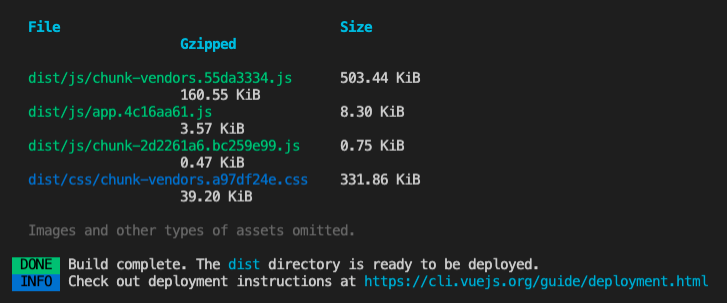 File Size
Gzipped
dist/js/chunk-vendors.55da3334.js 503.44 KiB
160.55 KiB
dist/js/app.4c16aa61.js 8.30 KiB
3.57 KiB
dist/js/chunk-2d2261a6.bc259e99.js 0.75 KiB
0.47 KiB
dist/css/chunk-vendors.a97df24e.css 331.86 KiB
39.20 KiB
Images and other types of assets omitted.
DONE Build complete. The dist directory is ready to be deployed.
INFO Check out deployment instructions at https://cli.vuejs.org/guide/deployment.html